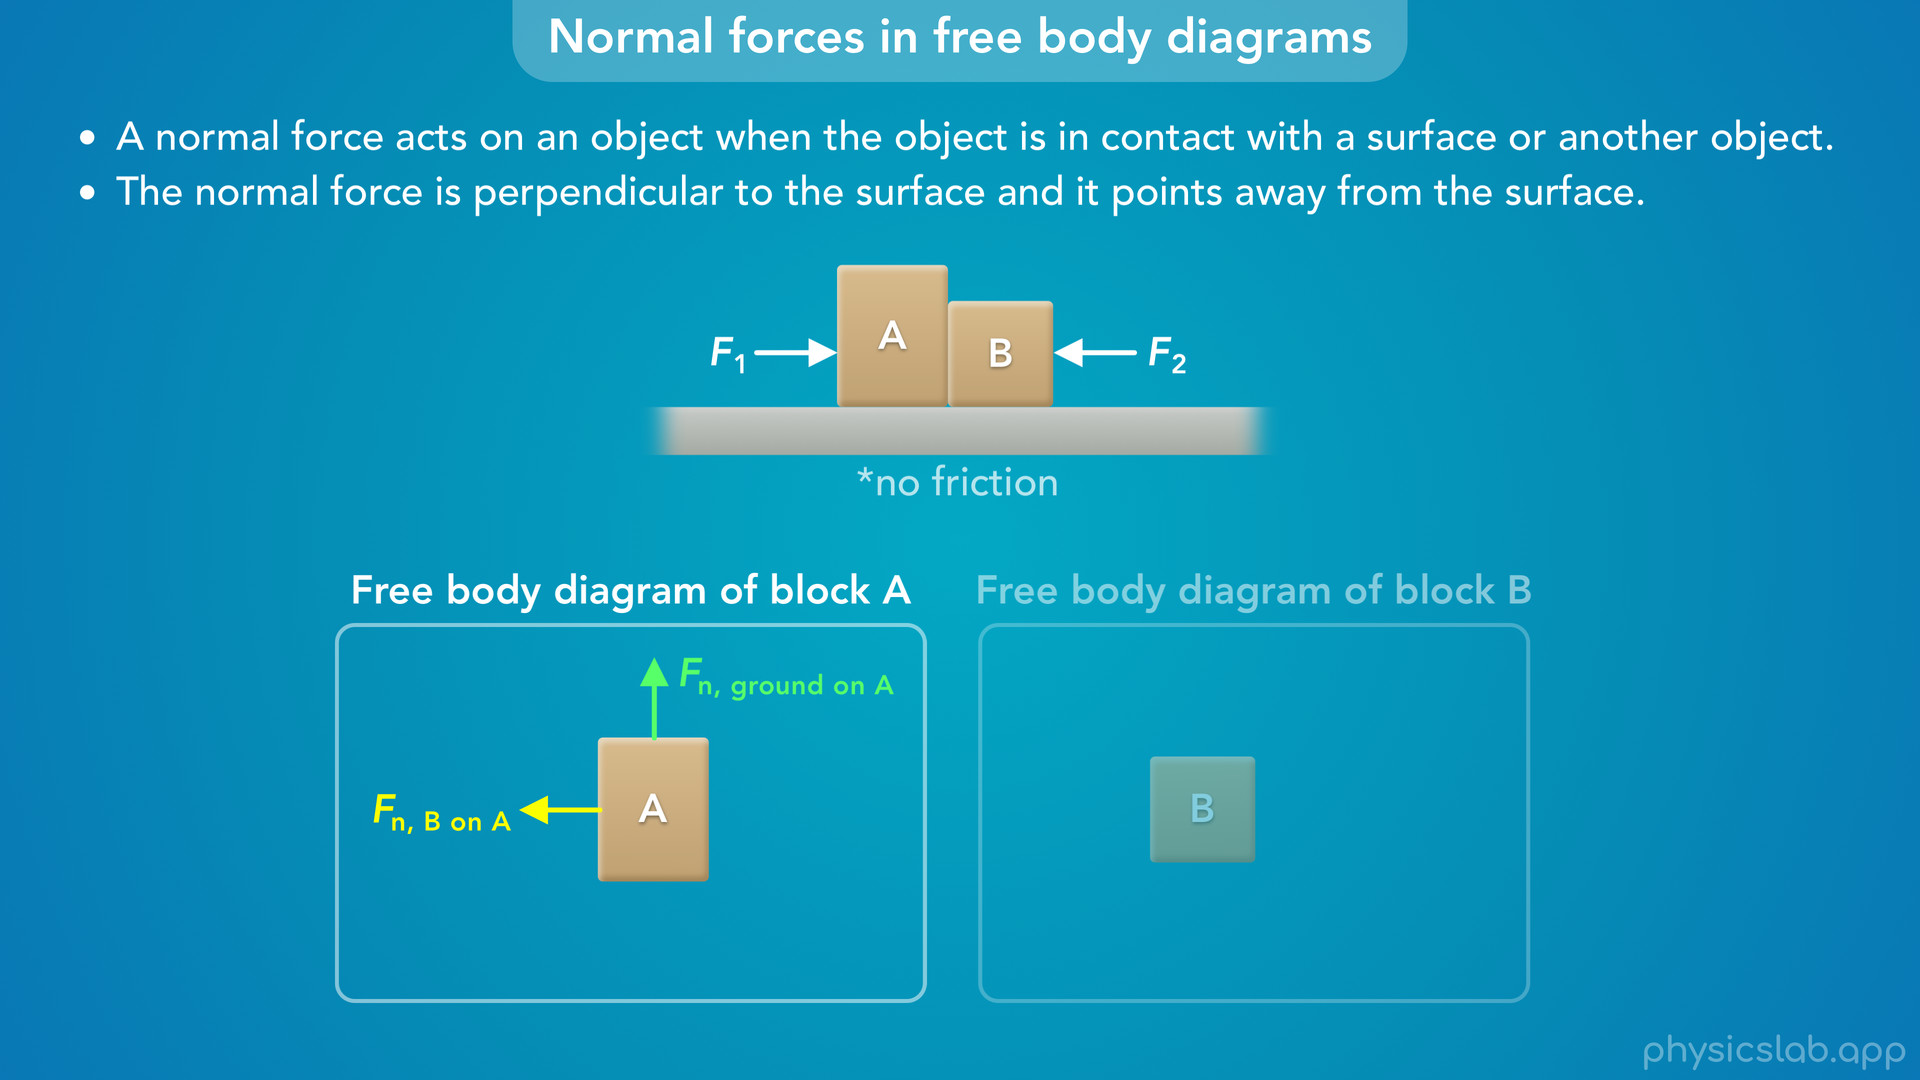 Normal forces in free body diagrams
• A normal force acts on an object when the object is in contact with a surface or another object.
• The normal force is perpendicular to the surface and it points away from the surface.
A
B
F1
F2
*no friction
Free body diagram of block A
Fn, ground on A
Fn, B on A
A
Free body diagram of block B
B
physicslab.app